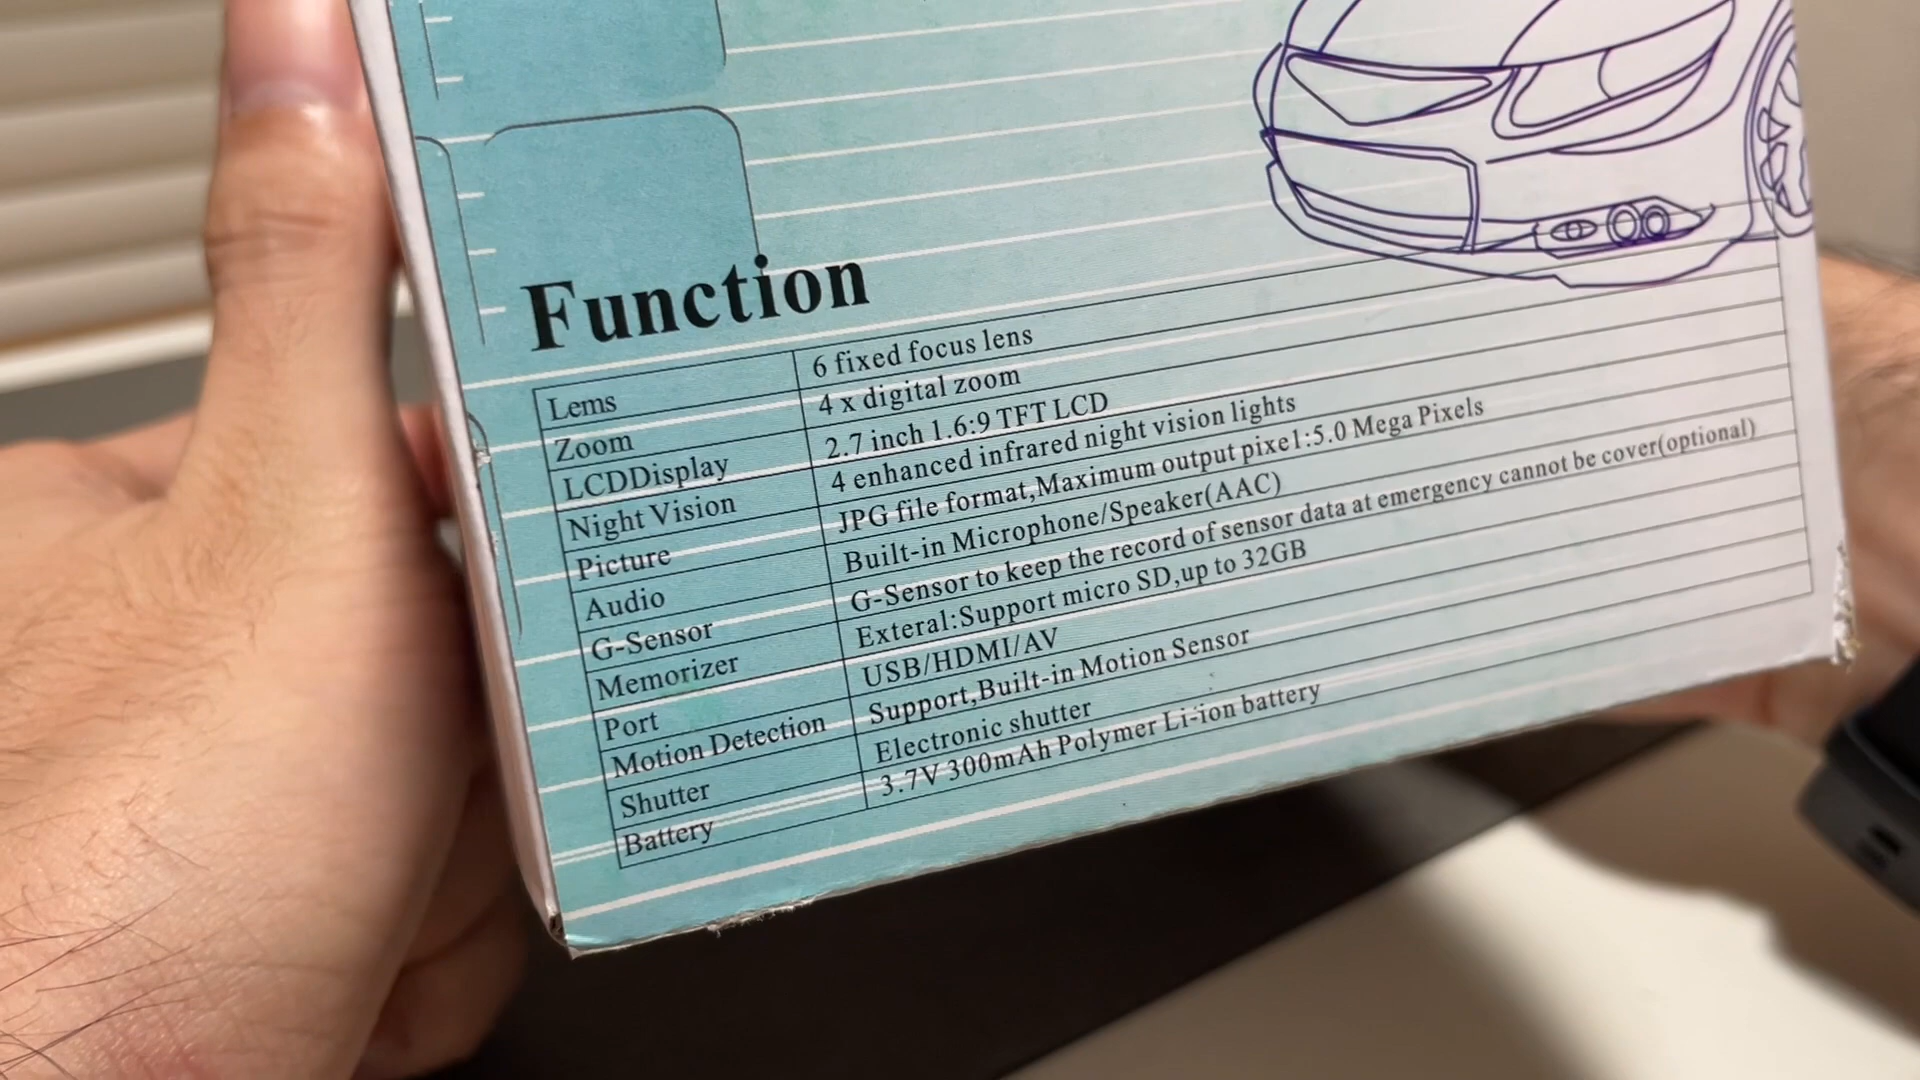 Function
Lems 6 fixed focus lens
Zoom 4 x digital zoom
LCDDisplay 2.7 inch 1.6:9 TFT LCD
Night Vision 4 enhanced infrared night vision lights
Picture JPG file format,Maximum output pixe1:5.0 Mega Pixels
Audio Built-in Microphone/Speaker(AAC)
G-Sensor G-Sensor to keep the record of sensor data at emergency cannot be cover(optional)
Memorizer Exteral:Support micro SD,up to 32GB
Port USB/HDMI/AV
Motion Detection Support,Built-in Motion Sensor
Shutter Electronic shutter
Battery 3.7V 300mAh Polymer Li-ion battery